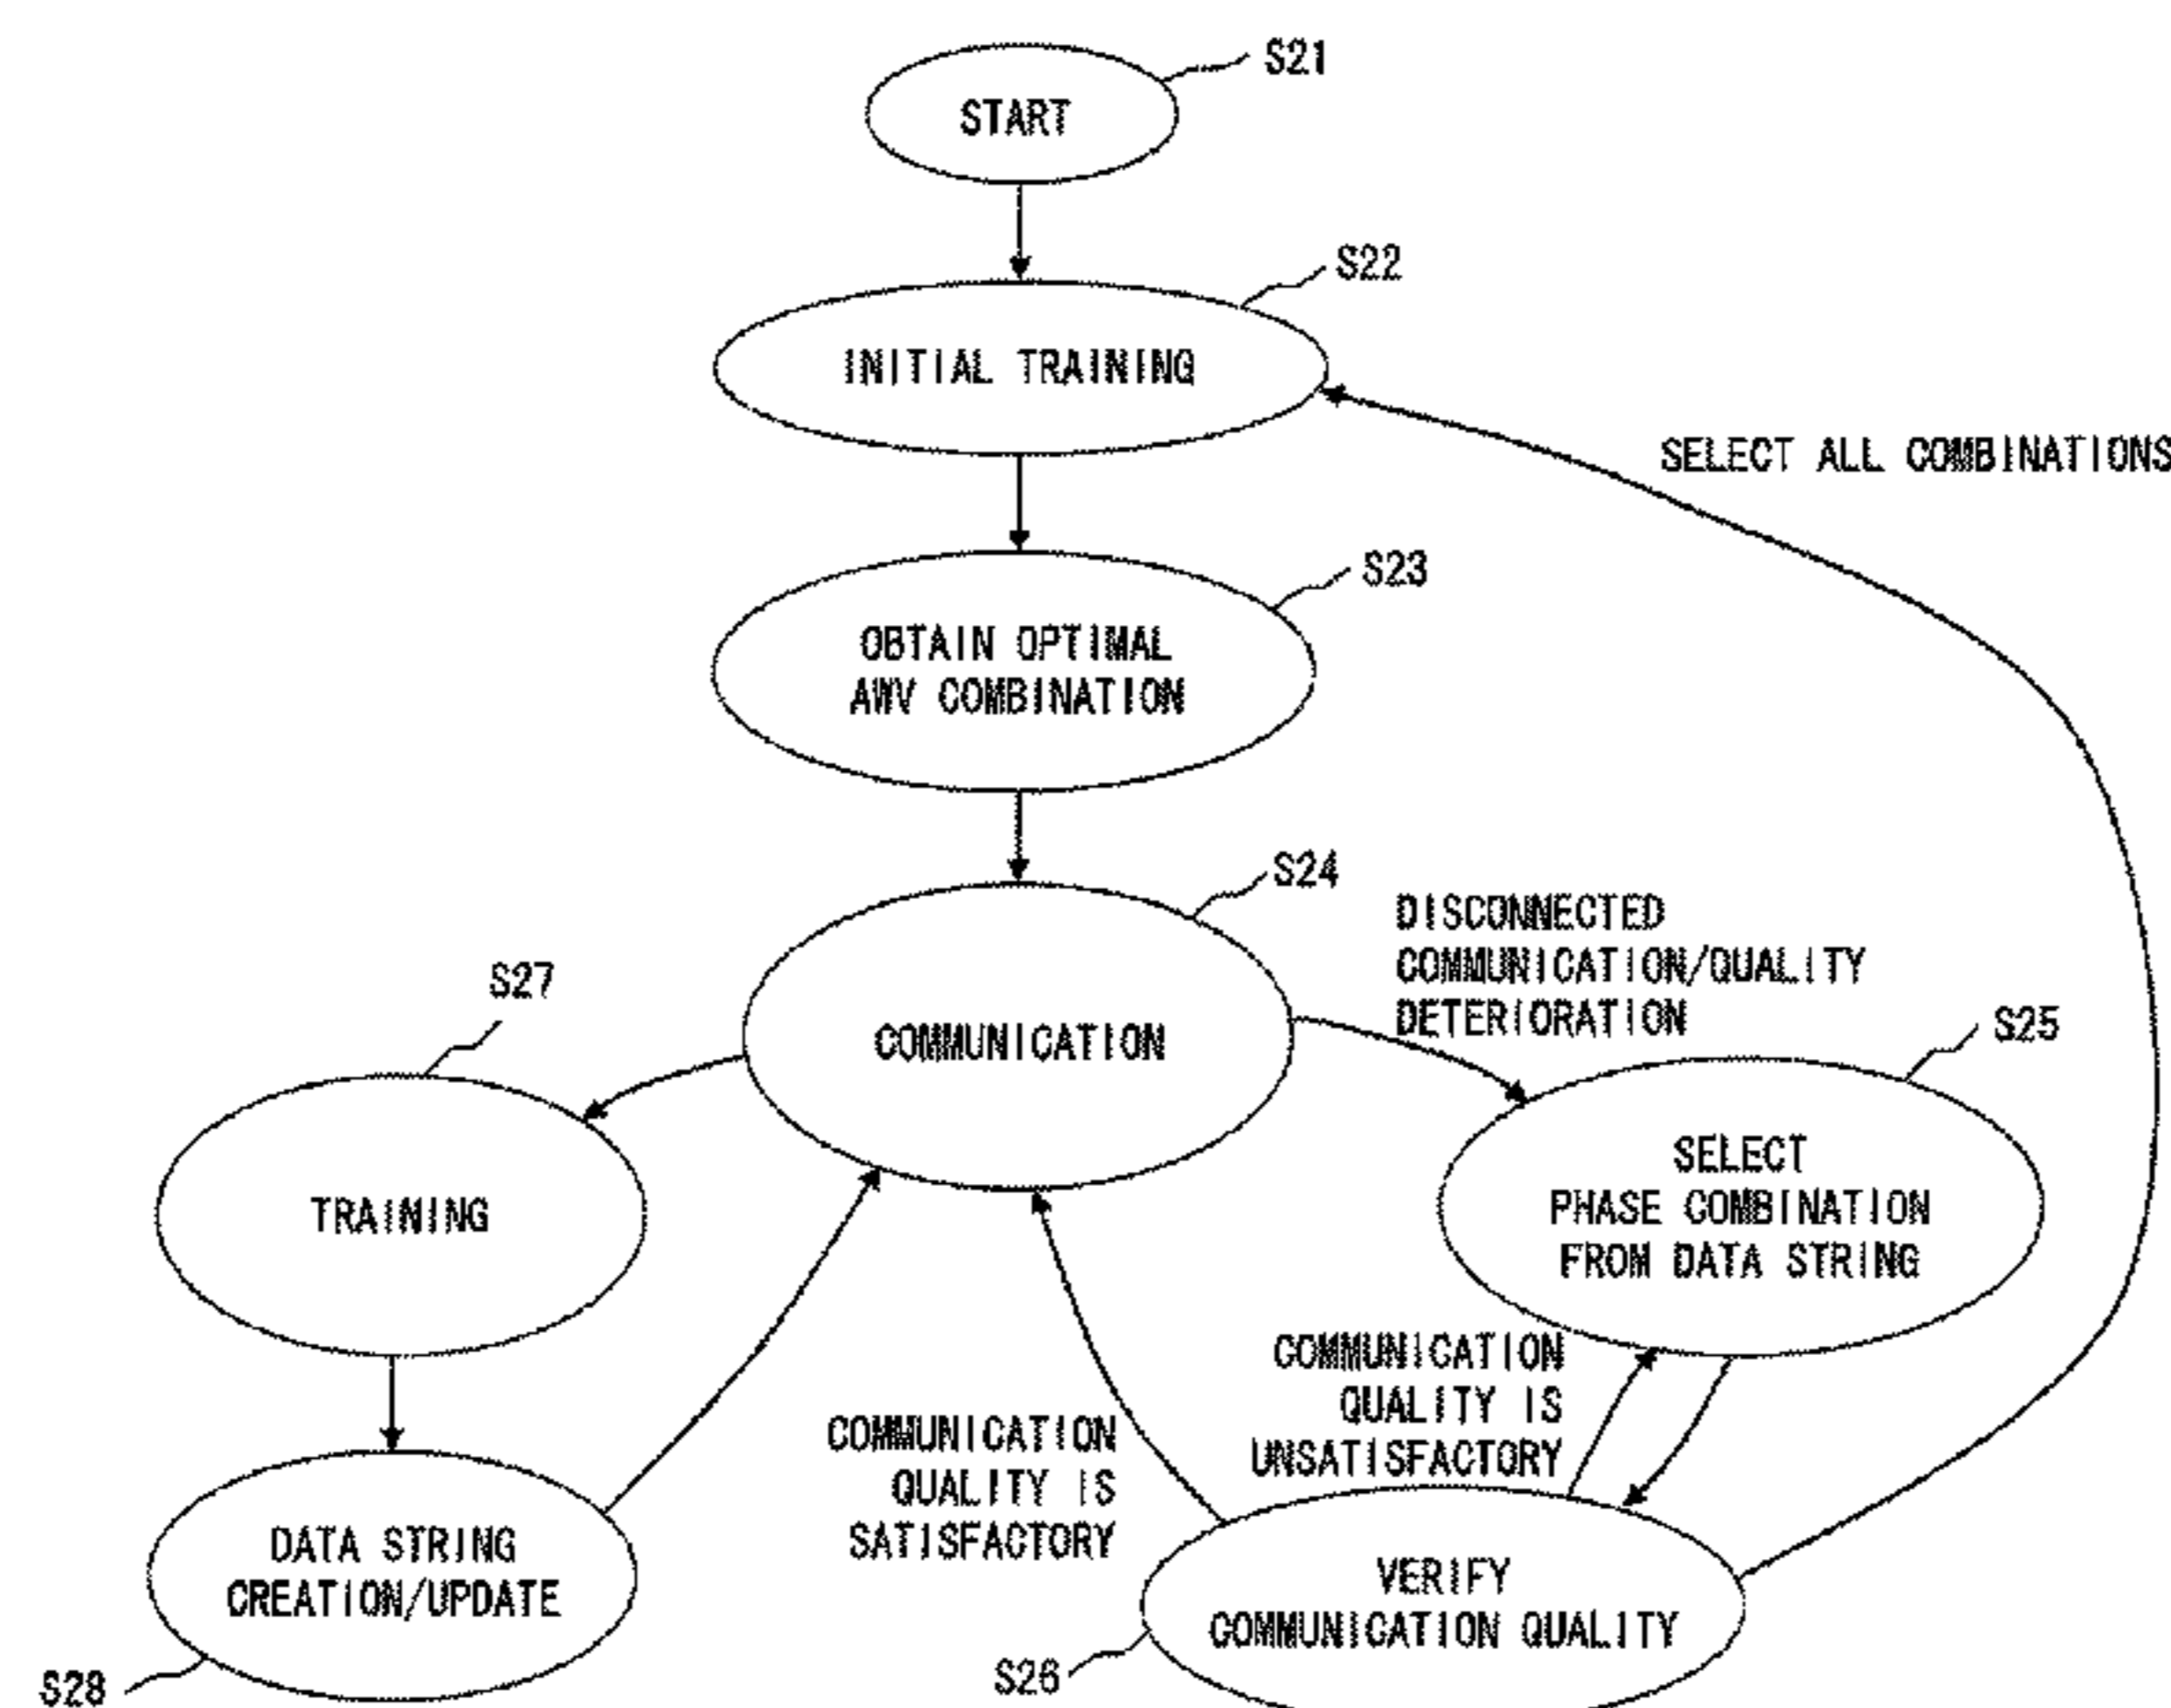 S21
START
S22
INITIAL TRAINING
SELECT ALL COMBINATIONS
S23
OBTAIN OPTIMAL
AWV COMBINATION
S24
DISCONNECTED
COMMUNICATION/QUALITY
DETERIORATION
S27
COMMUNICATION
S25
TRAINING
SELECT
PHASE COMBINATION
FROM DATA STRING
COMMUNICATION
QUALITY IS
UNSATISFACTORY
COMMUNICATION
QUALITY IS
SATISFACTORY
DATA STRING
CREATION/UPDATE
VERIFY
COMMUNICATION QUALITY
S28
S26